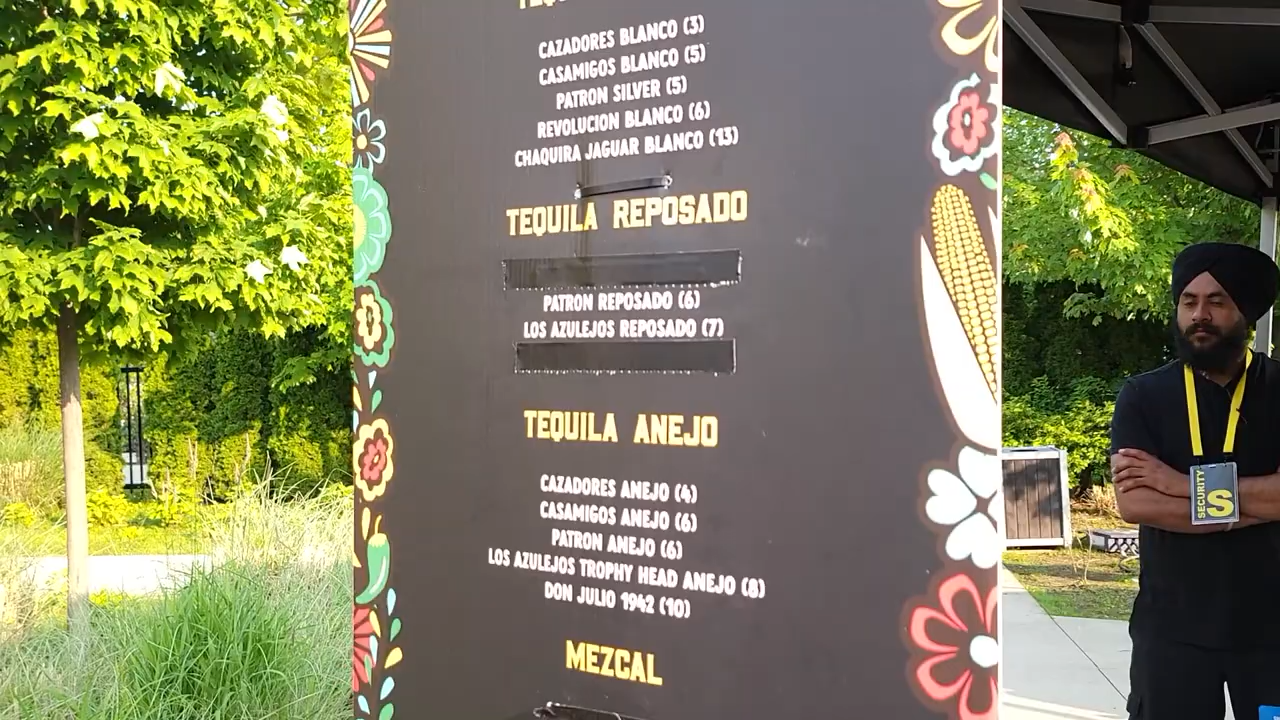 CAZADORES BLANCO (3)
CASAMIGOS BLANCO (5)
PATRON SILVER (5)
REVOLUCION BLANCO (6)
CHAQUIRA JAGUAR BLANCO (13)
TEQUILA REPOSADO
PATRON REPOSADO (6)
LOS AZULEJOS REPOSADO (7)
TEQUILA ANEJO
CAZADORES ANEJO (4)
CASAMIGOS ANEJO (6)
PATRON ANEJO (6)
LOS AZULEJOS TROPHY HEAD ANEJO (8)
DON JULIO 1942 (10)
MEZCAL
SECURITY
S